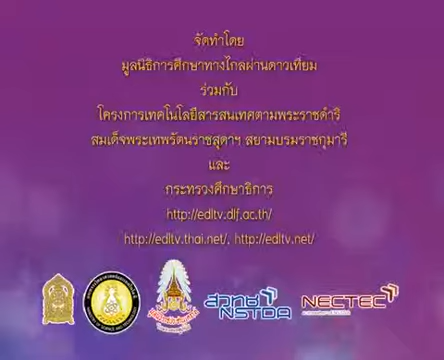 จัดทำโดย
มูลนิธิการศึกษาทางไกลผ่านดาวเทียม
ร่วมกับ
โครงการเทคโนโลยีสารสนเทศตามพระราชดำริ
สมเด็จพระเทพรัตนราชสุดาฯ สยามบรมราชกุมารี
และ
กระทรวงศึกษาธิการ
http://edltv.dlf.ac.th/
http://edltv.thai.net/, http://edltv.net/
สวทช
NSTDA
NECTEC